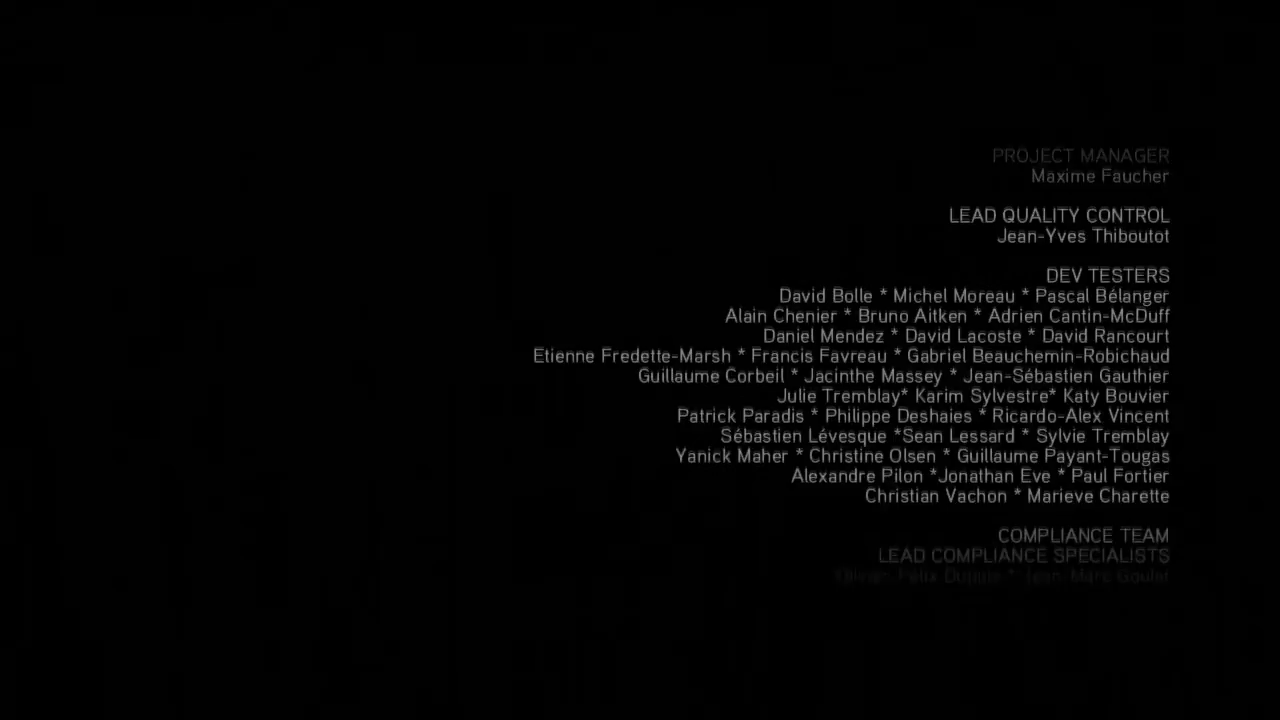 PROJECT MANAGER
Maxime Faucher
LEAD QUALITY CONTROL
Jean-Yves Thiboutot
DEV TESTERS
David Bolle * Michel Moreau * Pascal Bélanger
Alain Chenier * Bruno Aitken * Adrien Cantin-McDuff
Daniel Mendez * David Lacoste * David Rancourt
Etienne Fredette-Marsh * Francis Favreau * Gabriel Beauchemin-Robichaud
Guillaume Corbeil * Jacinthe Massey * Jean-Sébastien Gauthier
Julie Tremblay* Karim Sylvestre* Katy Bouvier
Patrick Paradis * Philippe Deshaies * Ricardo-Alex Vincent
Sébastien Lévesque *Sean Lessard * Sylvie Tremblay
Yanick Maher * Christine Olsen * Guillaume Payant-Tougas
Alexandre Pilon *Jonathan Eve * Paul Fortier
Christian Vachon * Marieve Charette
COMPLIANCE TEAM
LEAD COMPLIANCE SPECIALISTS
* Jean-Marc Goulet